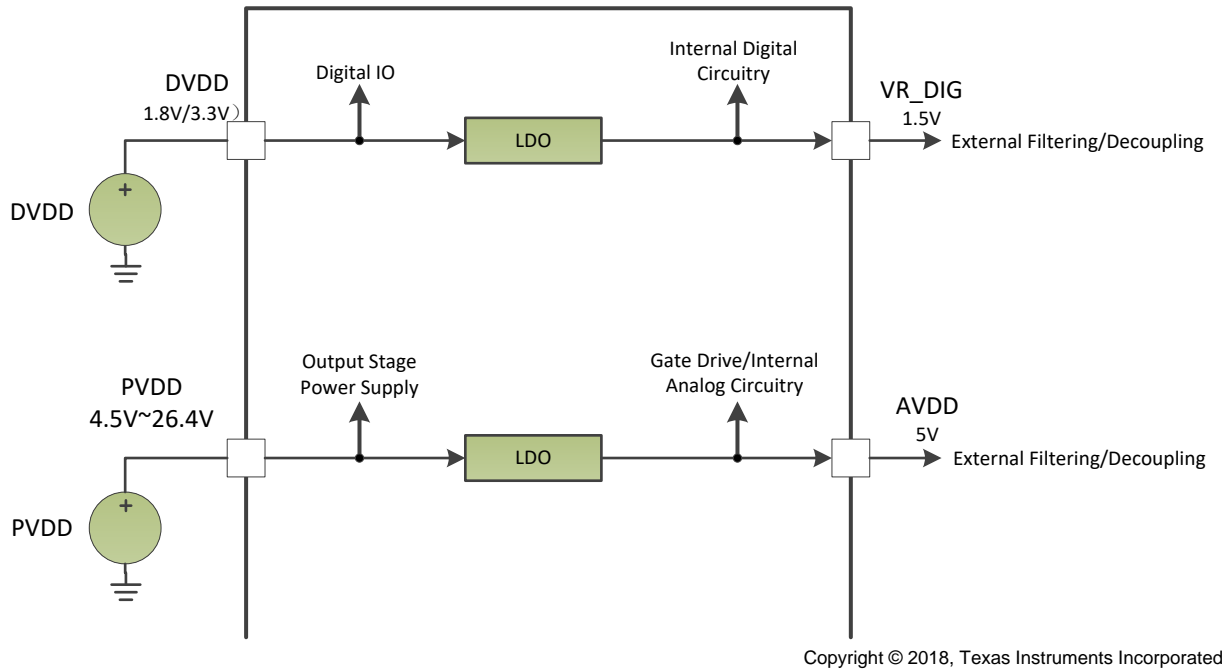 DVDD
1.8V/3.3V）
Digital IO
Internal Digital
Circuitry
VR_DIG
1.5V
LDO
External Filtering/Decoupling
+
DVDD
PVDD
4.5V~26.4V
Output Stage
Power Supply
Gate Drive/Internal
Analog Circuitry
AVDD
5V
LDO
External Filtering/Decoupling
+
PVDD
Copyright © 2018, Texas Instruments Incorporated